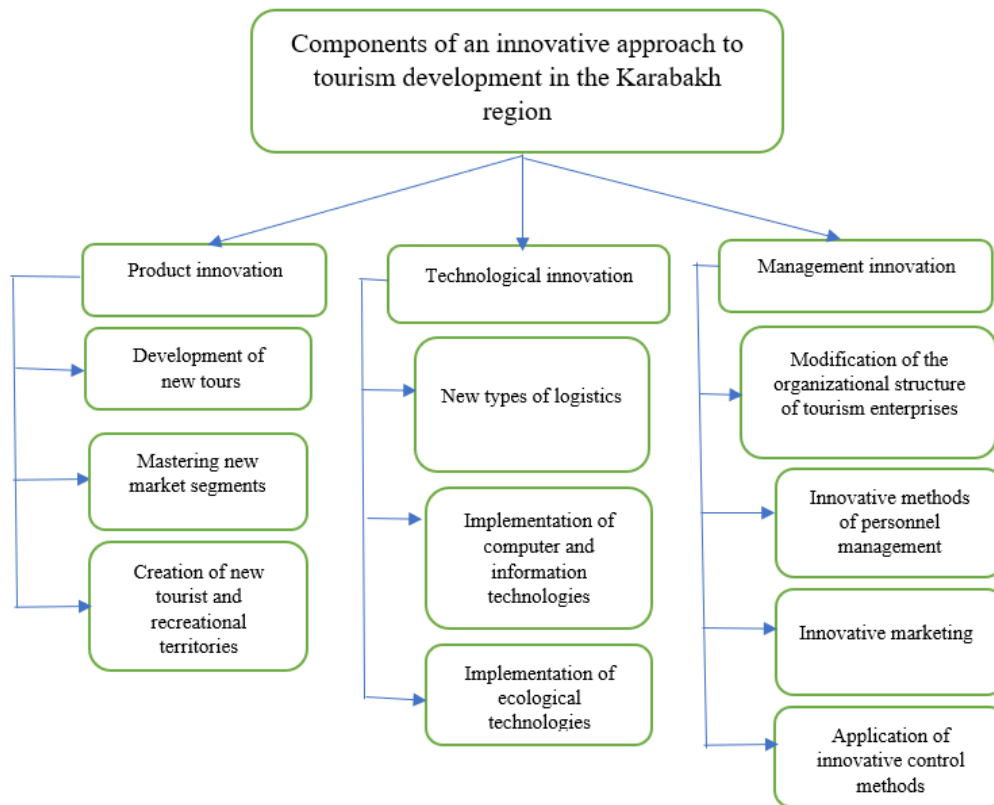 Components of an innovative approach to
tourism development in the Karabakh
region
Product innovation
Development of
new tours
Mastering new
market segments
Creation of new
tourist and
recreational
territories
Technological innovation
New types of logistics
Implementation of
computer and
information
technologies
Implementation of
ecological
technologies
Management innovation
Modification of the
organizational structure
of tourism enterprises
Innovative methods
of personnel
management
Innovative marketing
Application of
innovative control
methods